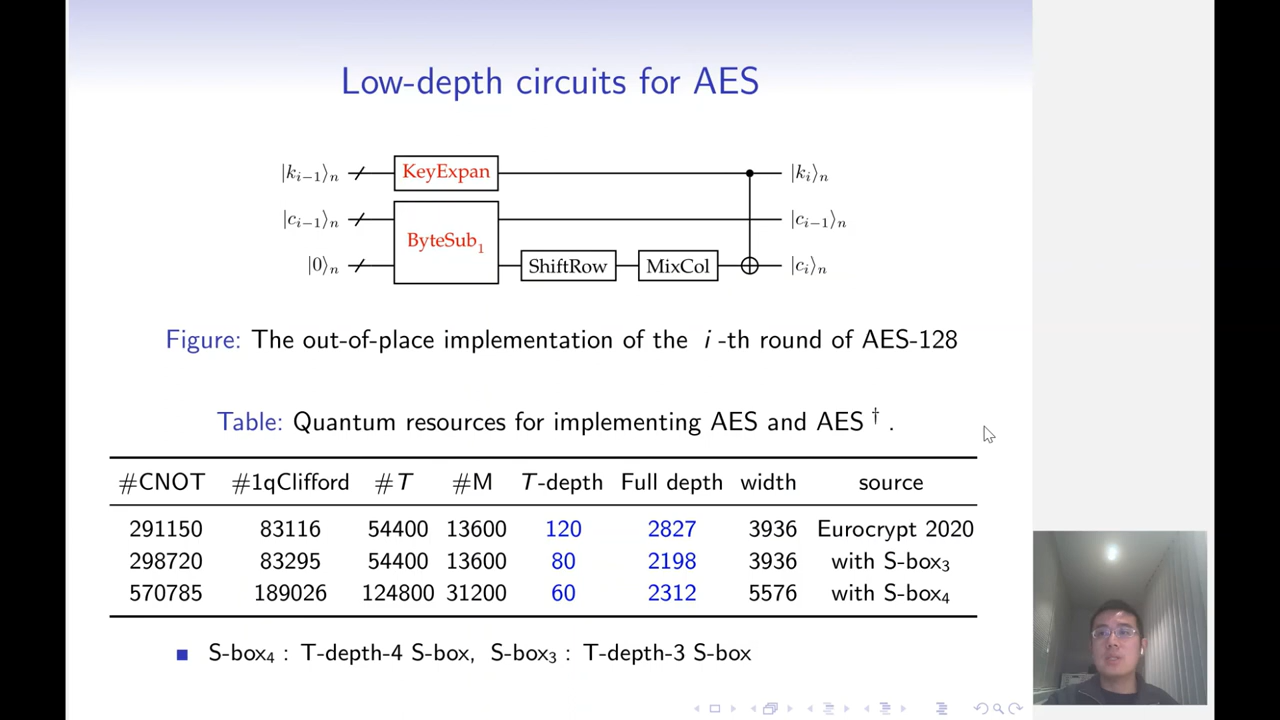 Low-depth circuits for AES
|k_{i−1}⟩_n KeyExpan |k_i⟩_n
|c_{i−1}⟩_n ByteSub_1 |c_{i−1}⟩_n
|0⟩_n ShiftRow MixCol |c_i⟩_n
Figure: The out-of-place implementation of the i -th round of AES-128
Table: Quantum resources for implementing AES and AES † .
#CNOT #1qClifford #T #M T-depth Full depth width source
291150 83116 54400 13600 120 2827 3936 Eurocrypt 2020
298720 83295 54400 13600 80 2198 3936 with S-box₃
570785 189026 124800 31200 60 2312 5576 with S-box₄
S-box₄ : T-depth-4 S-box, S-box₃ : T-depth-3 S-box